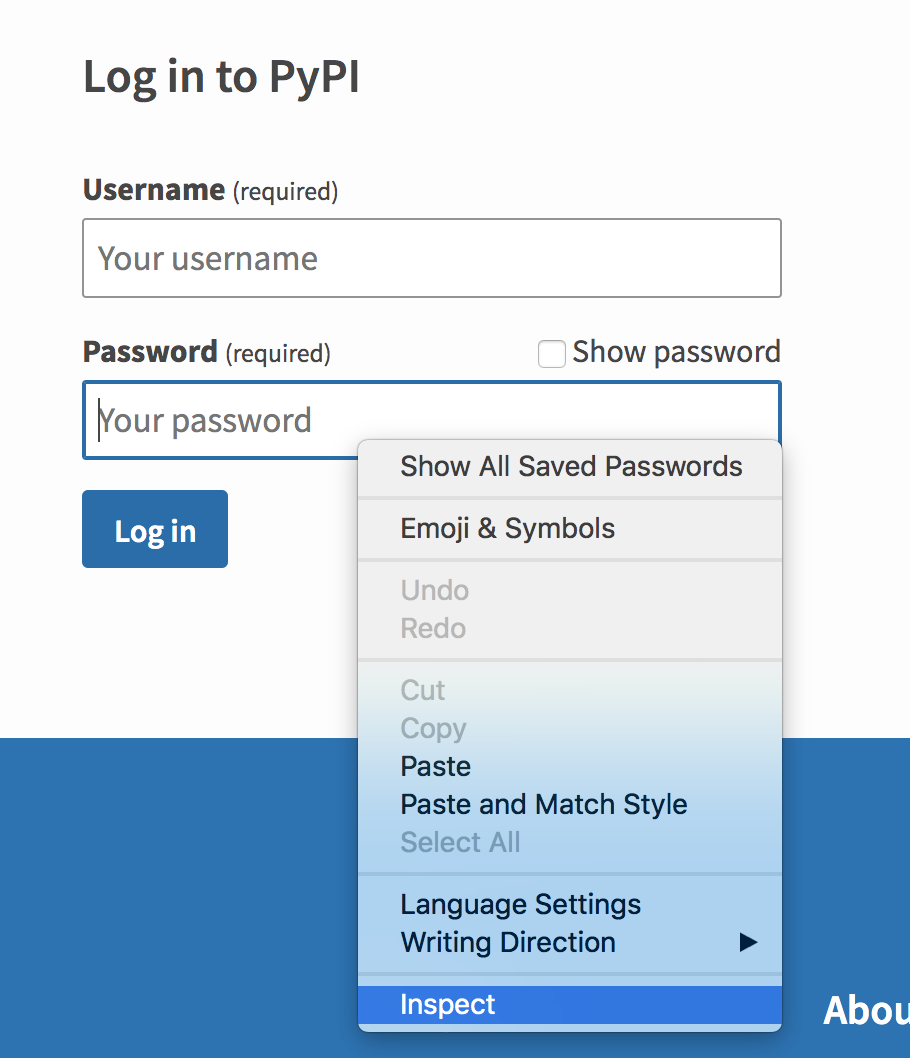 Log in to PyPI
Username (required)
Your username
Password (required) Show password
Your password
Log in
Show All Saved Passwords
Emoji & Symbols
Undo
Redo
Cut
Copy
Paste
Paste and Match Style
Select All
Language Settings
Writing Direction
Inspect
Abou